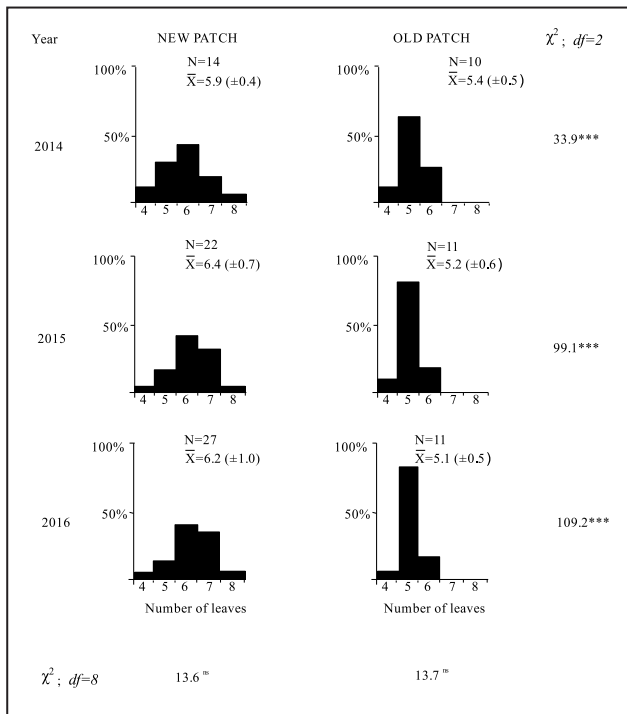 Year NEW PATCH OLD PATCH χ²; df=2
N=14
X̅=5.9 (±0.4)
100%
50%
4 5 6 7 8
N=10
X̅=5.4 (±0.5)
100%
50%
4 5 6 7 8
2014
33.9***
N=22
X̅=6.4 (±0.7)
100%
50%
4 5 6 7 8
N=11
X̅=5.2 (±0.6)
100%
50%
4 5 6 7 8
2015
99.1***
N=27
X̅=6.2 (±1.0)
100%
50%
4 5 6 7 8
Number of leaves
N=11
X̅=5.1 (±0.5)
100%
50%
4 5 6 7 8
Number of leaves
2016
109.2***
χ²; df=8 13.6 ns 13.7 ns